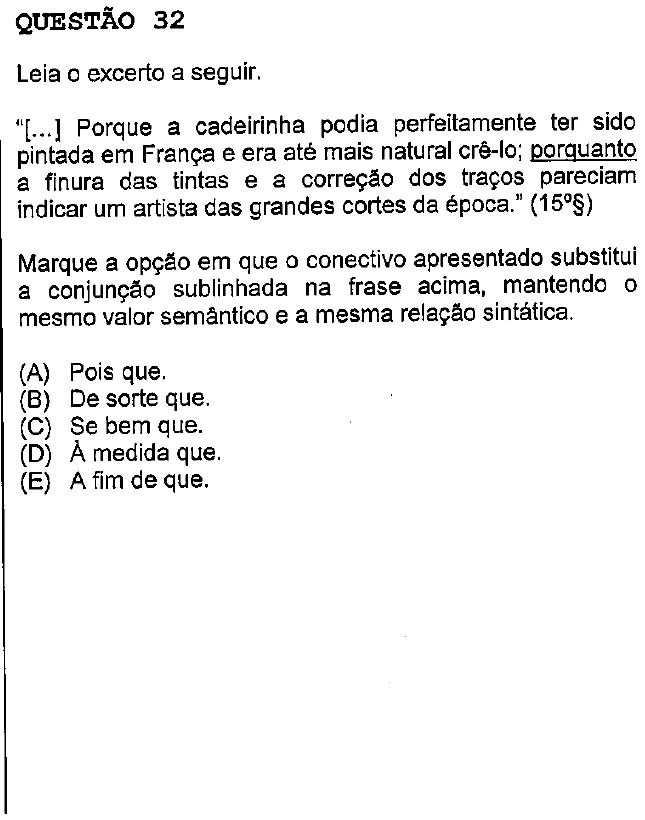 QUESTÃO 32
Leia o excerto a seguir.
"[...] Porque a cadeirinha podia perfeitamente ter sido
pintada em França e era até mais natural crê-lo; porquanto
a finura das tintas e a correção dos traços pareciam
indicar um artista das grandes cortes da época." (15º§)
Marque a opção em que o conectivo apresentado substitui
a conjunção sublinhada na frase acima, mantendo o
mesmo valor semântico e a mesma relação sintática.
(A) Pois que.
(B) De sorte que.
(C) Se bem que.
(D) À medida que.
(E) A fim de que.